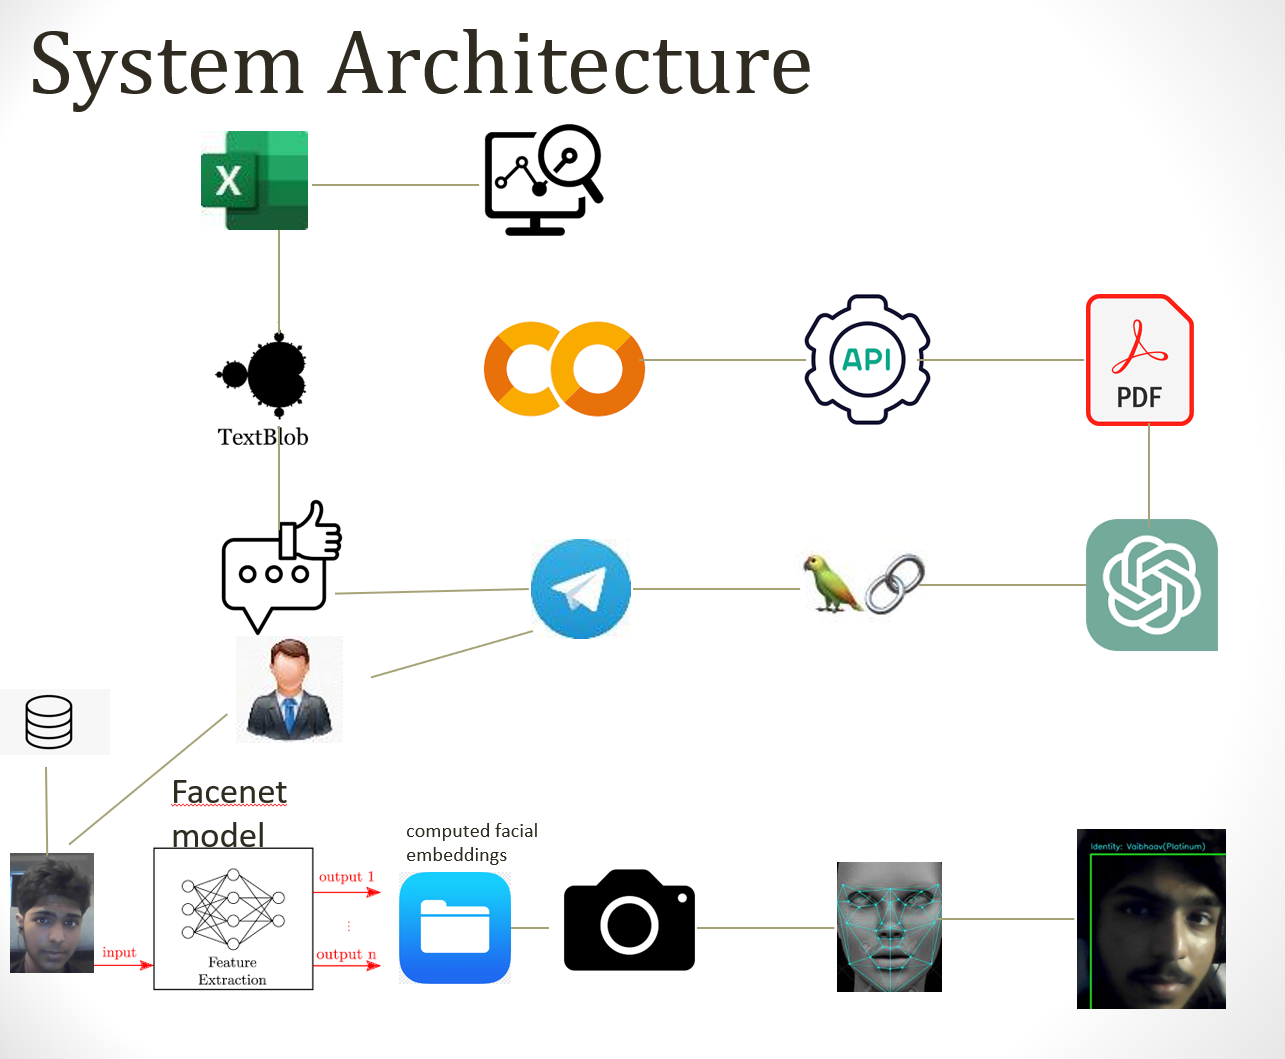 System Architecture
X
API
PDF
TextBlob
Facenet
model
computed facial
embeddings
Identity: Vaibhaav(Platinum)
output 1
input
output n
Feature
Extraction